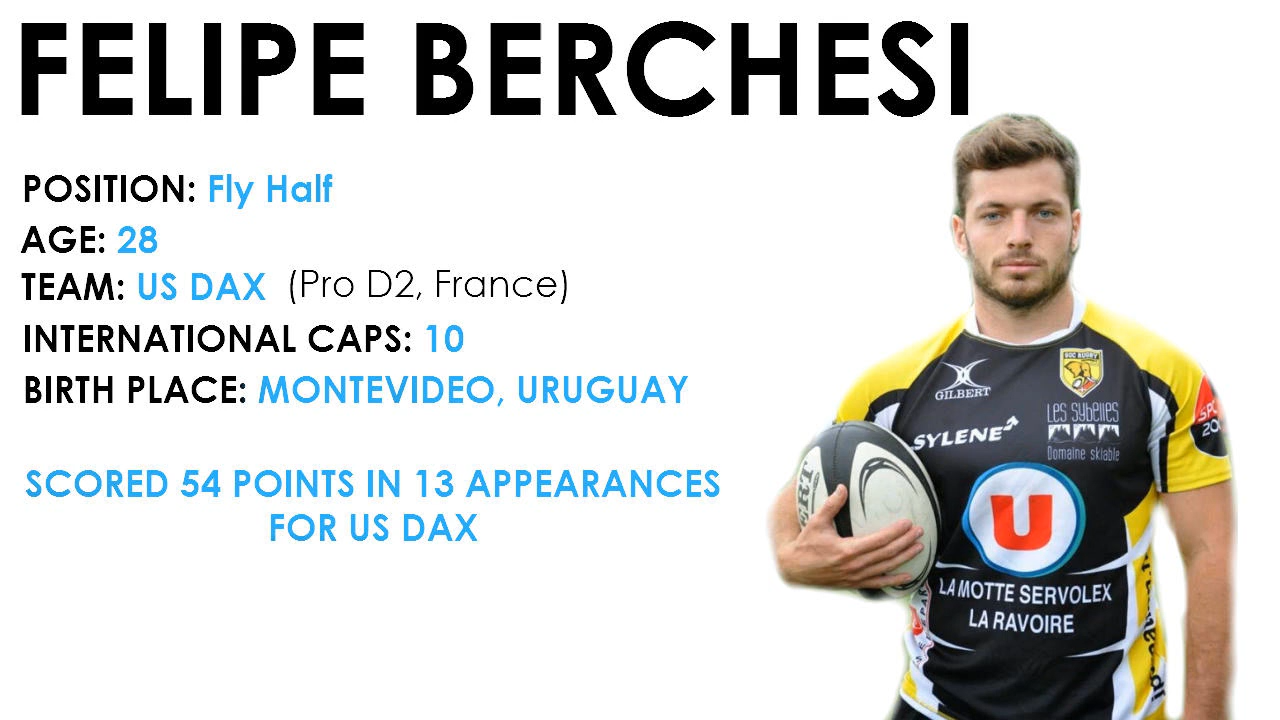 FELIPE BERCHESI
POSITION: Fly Half
AGE: 28
TEAM: US DAX (Pro D2, France)
INTERNATIONAL CAPS: 10
BIRTH PLACE: MONTEVIDEO, URUGUAY
SCORED 54 POINTS IN 13 APPEARANCES
FOR US DAX
SOC RUGBY
GILBERT
SYLENE
Les Sybelles
Domaine skiable
U
LA MOTTE SERVOLEX
LA RAVOIRE